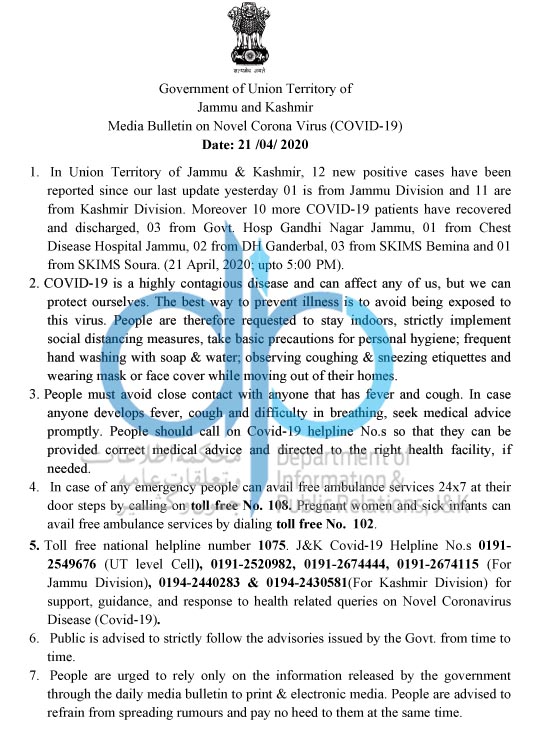 सत्यमेव जयते
Government of Union Territory of
Jammu and Kashmir
Media Bulletin on Novel Corona Virus (COVID-19)
Date: 21 /04/ 2020
1. In Union Territory of Jammu & Kashmir, 12 new positive cases have been
reported since our last update yesterday 01 is from Jammu Division and 11 are
from Kashmir Division. Moreover 10 more COVID-19 patients have recovered
and discharged, 03 from Govt. Hosp Gandhi Nagar Jammu, 01 from Chest
Disease Hospital Jammu, 02 from DH Ganderbal, 03 from SKIMS Bemina and 01
from SKIMS Soura. (21 April, 2020; upto 5:00 PM).
2. COVID-19 is a highly contagious disease and can affect any of us, but we can
protect ourselves. The best way to prevent illness is to avoid being exposed to
this virus. People are therefore requested to stay indoors, strictly implement
social distancing measures, take basic precautions for personal hygiene; frequent
hand washing with soap & water; observing coughing & sneezing etiquettes and
wearing mask or face cover while moving out of their homes.
3. People must avoid close contact with anyone that has fever and cough. In case
anyone develops fever, cough and difficulty in breathing, seek medical advice
promptly. People should call on Covid-19 helpline No.s so that they can be
provided correct medical advice and directed to the right health facility, if
needed.
محکمہ اطلاعات
وتعلقات عامہ
جموں وکشمیر
Department of
Information &
Public Relations, J&K
4. In case of any emergency people can avail free ambulance services 24x7 at their
door steps by calling on toll free No. 108. Pregnant women and sick infants can
avail free ambulance services by dialing toll free No. 102.
5. Toll free national helpline number 1075. J&K Covid-19 Helpline No.s 0191-
2549676 (UT level Cell), 0191-2520982, 0191-2674444, 0191-2674115 (For
Jammu Division), 0194-2440283 & 0194-2430581(For Kashmir Division) for
support, guidance, and response to health related queries on Novel Coronavirus
Disease (Covid-19).
6. Public is advised to strictly follow the advisories issued by the Govt. from time to
time.
7. People are urged to rely only on the information released by the government
through the daily media bulletin to print & electronic media. People are advised to
refrain from spreading rumours and pay no heed to them at the same time.